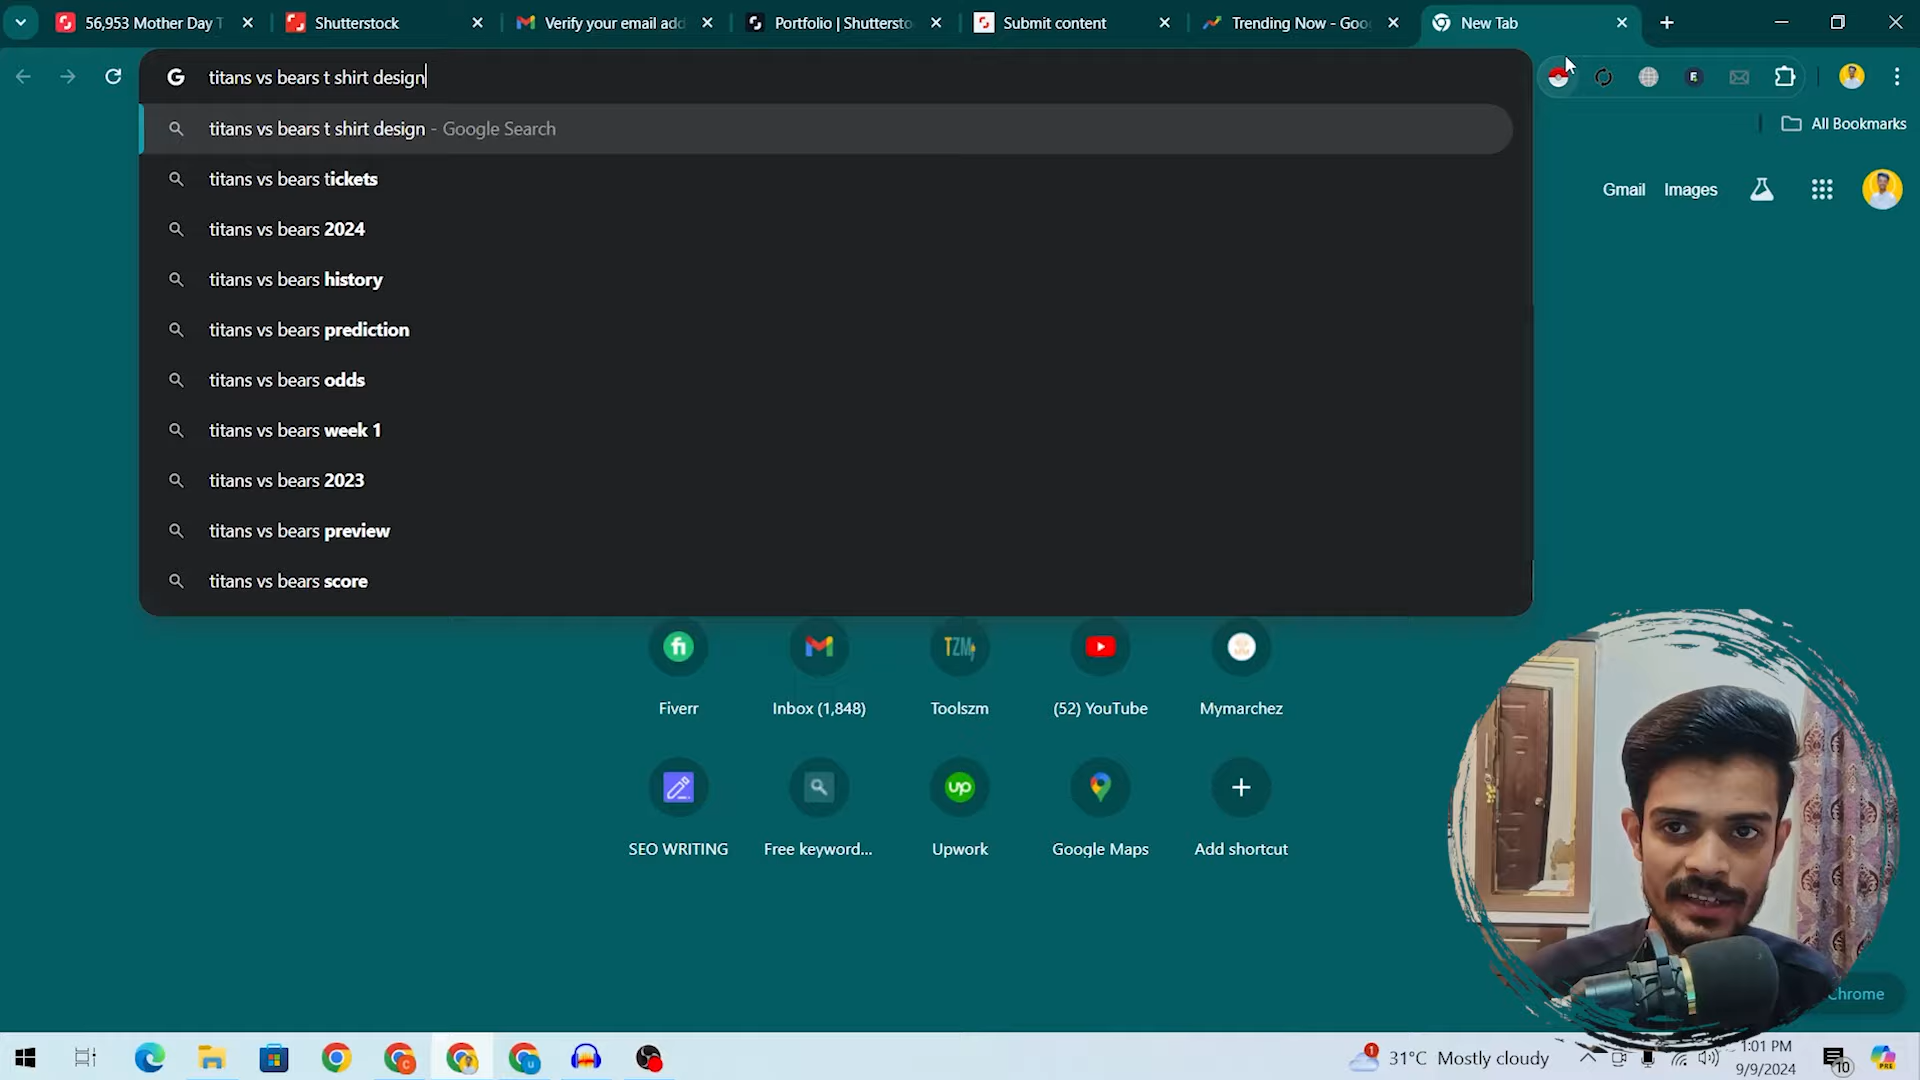 56,953 Mother Day T
Shutterstock
Verify your email add
Portfolio | Shuttersto
Submit content
Trending Now - Goo
New Tab
titans vs bears t shirt design
titans vs bears t shirt design - Google Search
titans vs bears tickets
titans vs bears 2024
titans vs bears history
titans vs bears prediction
titans vs bears odds
titans vs bears week 1
titans vs bears 2023
titans vs bears preview
titans vs bears score
All Bookmarks
Gmail Images
Fiverr
Inbox (1,848)
TZM
Toolszm
(52) YouTube
Mymarchez
SEO WRITING
Free keyword...
up
Upwork
Google Maps
Add shortcut
Chrome
1
31°C Mostly cloudy
1:01 PM
9/9/2024
10